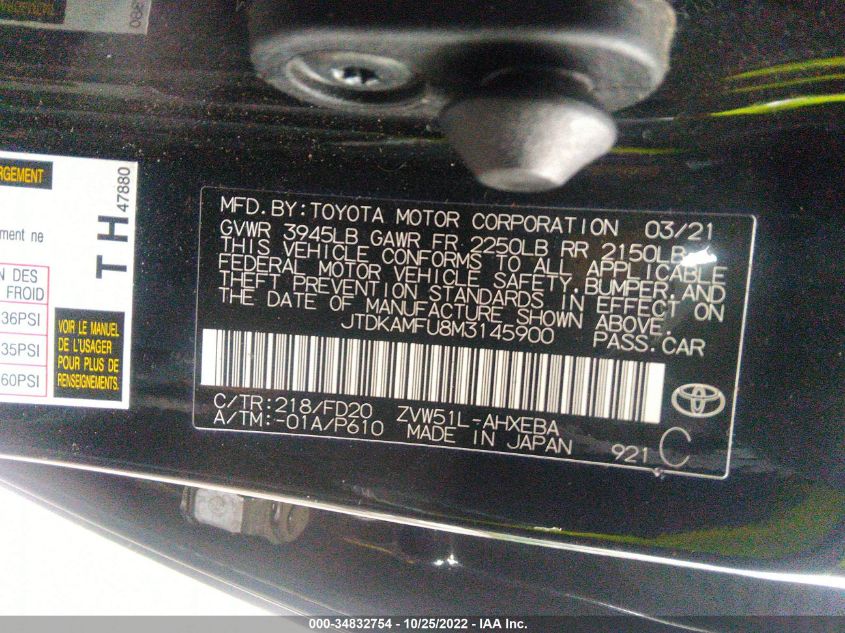 RGEMENT
ment ne
N DES
FROID
36PSI
35PSI
60PSI
TH
47880
VOIR LE MANUEL
DE L'USAGER
POUR PLUS DE
RENSEIGNEMENTS.
MFD.BY:TOYOTA MOTOR CORPORATION 03/21
GVWR 3945LB GAWR FR 2250LB RR 2150LB
THIS VEHICLE CONFORMS TO ALL APPLICABLE
FEDERAL MOTOR VEHICLE SAFETY,BUMPER,AND
THEFT PREVENTION STANDARDS IN EFFECT ON
THE DATE OF MANUFACTURE SHOWN ABOVE.
JTDKAMFU8M3145900 PASS.CAR
C/TR:218/FD20 ZVW51L-AHXEBA
A/TM:-01A/P610 MADE IN JAPAN 921 C
000-34832754 - 10/25/2022 - IAA Inc.